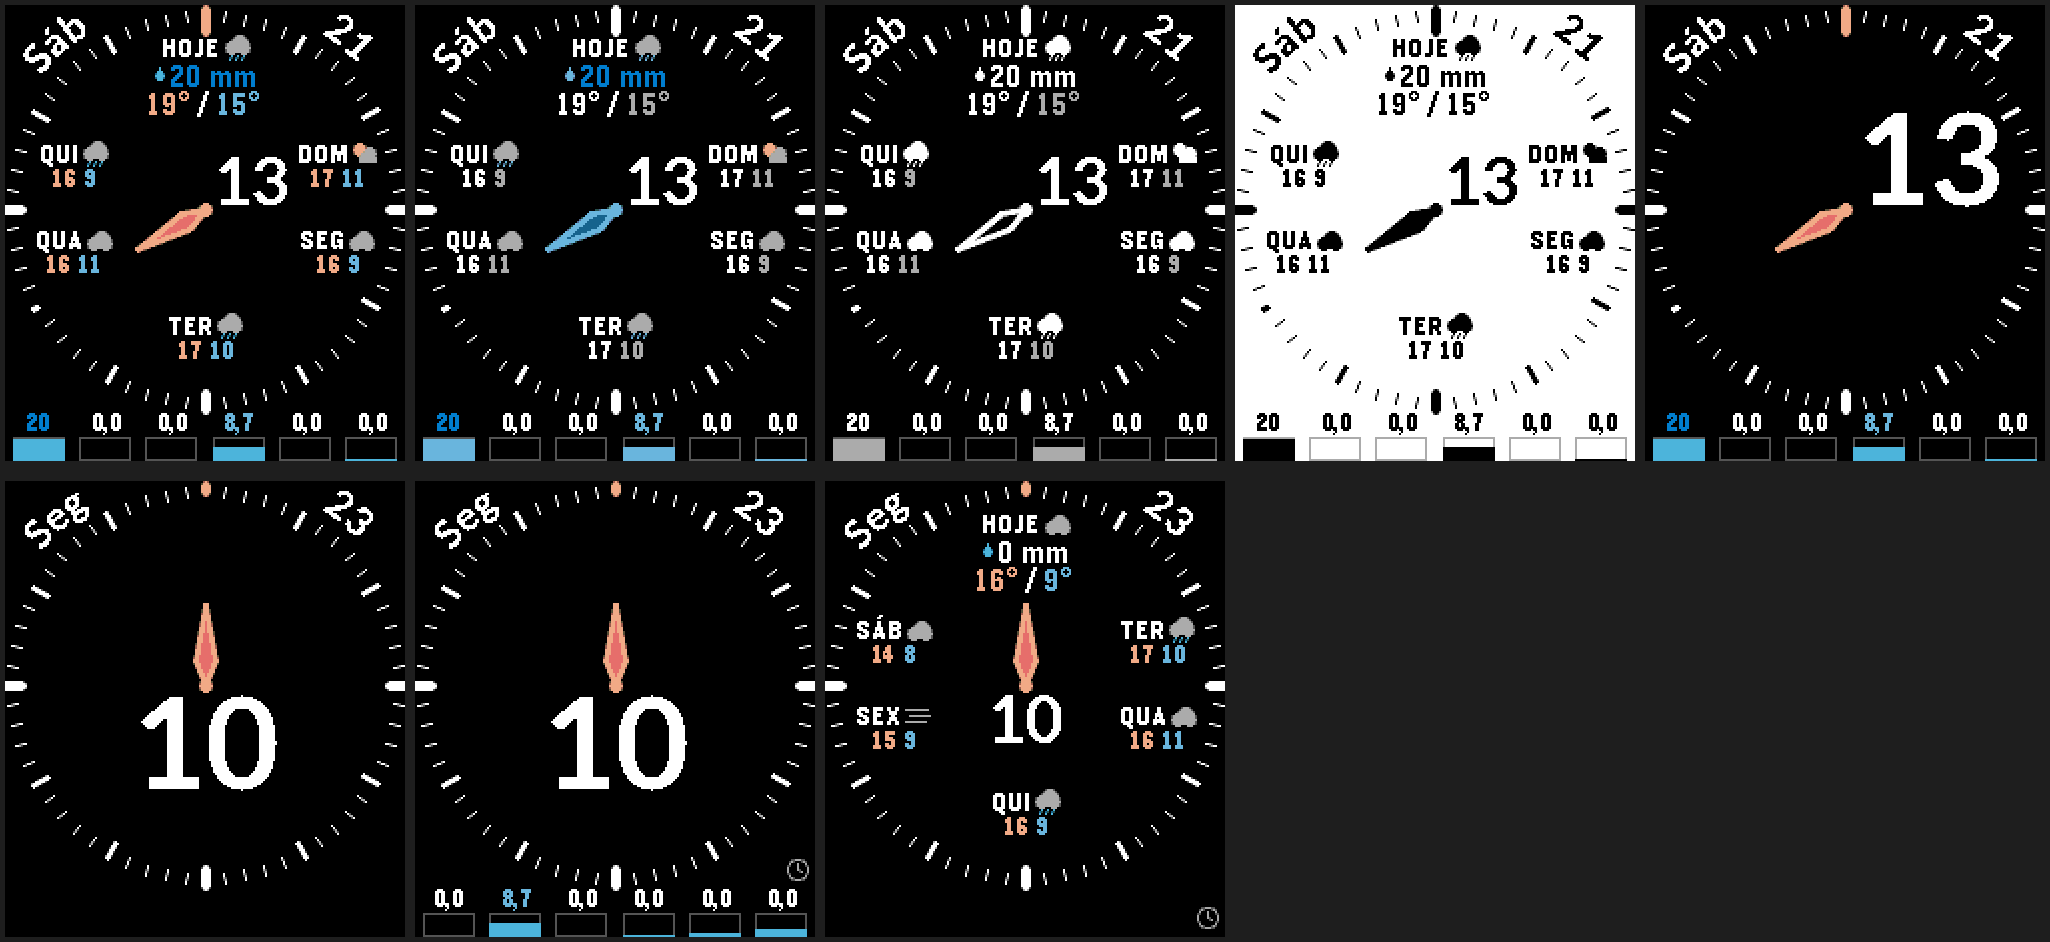 Sáb 21
HOJE
20 mm
19°/15°
QUI
16 9
DOM
17 11
13
QUA
16 11
SEG
16 9
TER
17 10
20 0,0 0,0 8,7 0,0 0,0
Sáb 21
HOJE
20 mm
19°/15°
QUI
16 9
DOM
17 11
13
QUA
16 11
SEG
16 9
TER
17 10
20 0,0 0,0 8,7 0,0 0,0
Sáb 21
HOJE
20 mm
19°/15°
QUI
16 9
DOM
17 11
13
QUA
16 11
SEG
16 9
TER
17 10
20 0,0 0,0 8,7 0,0 0,0
Sáb 21
HOJE
20 mm
19°/15°
QUI
16 9
DOM
17 11
13
QUA
16 11
SEG
16 9
TER
17 10
20 0,0 0,0 8,7 0,0 0,0
Sáb 21
13
20 0,0 0,0 8,7 0,0 0,0
Seg 23
10
Seg 23
10
0,0 8,7 0,0 0,0 0,0 0,0
Seg 23
HOJE
0 mm
16°/9°
SÁB
14 8
TER
17 10
SEX
15 9
10
QUA
16 11
QUI
16 9